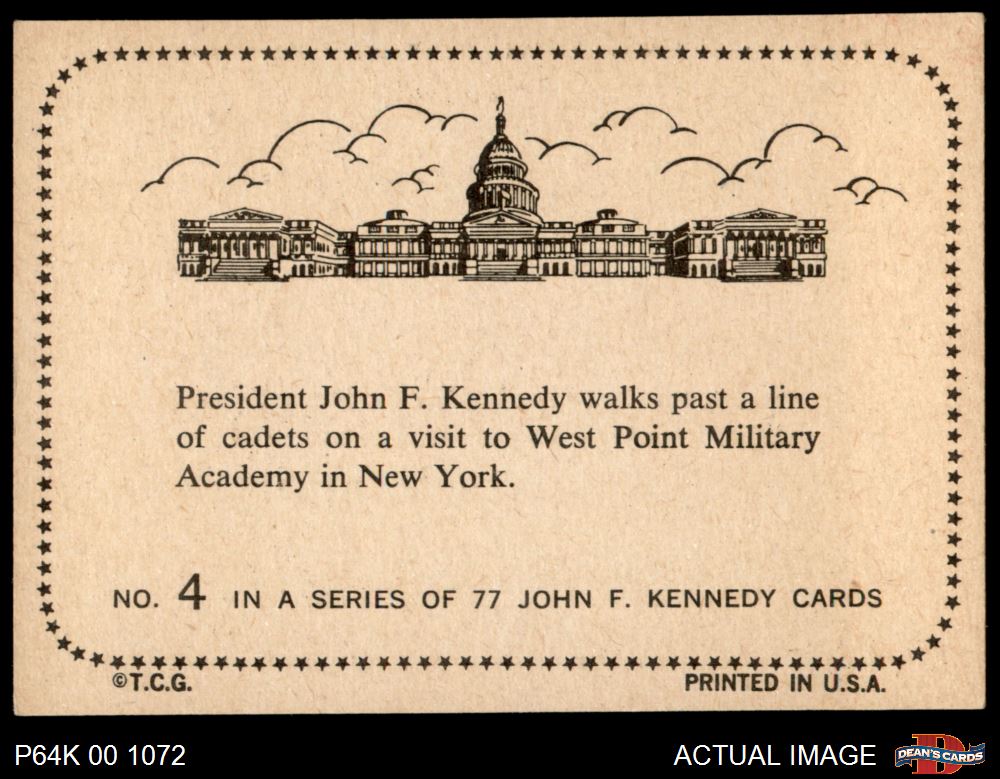 President John F. Kennedy walks past a line
of cadets on a visit to West Point Military
Academy in New York.
NO. 4 IN A SERIES OF 77 JOHN F. KENNEDY CARDS
©T.C.G. PRINTED IN U.S.A.
P64K 00 1072 ACTUAL IMAGE D DEAN'S CARDS